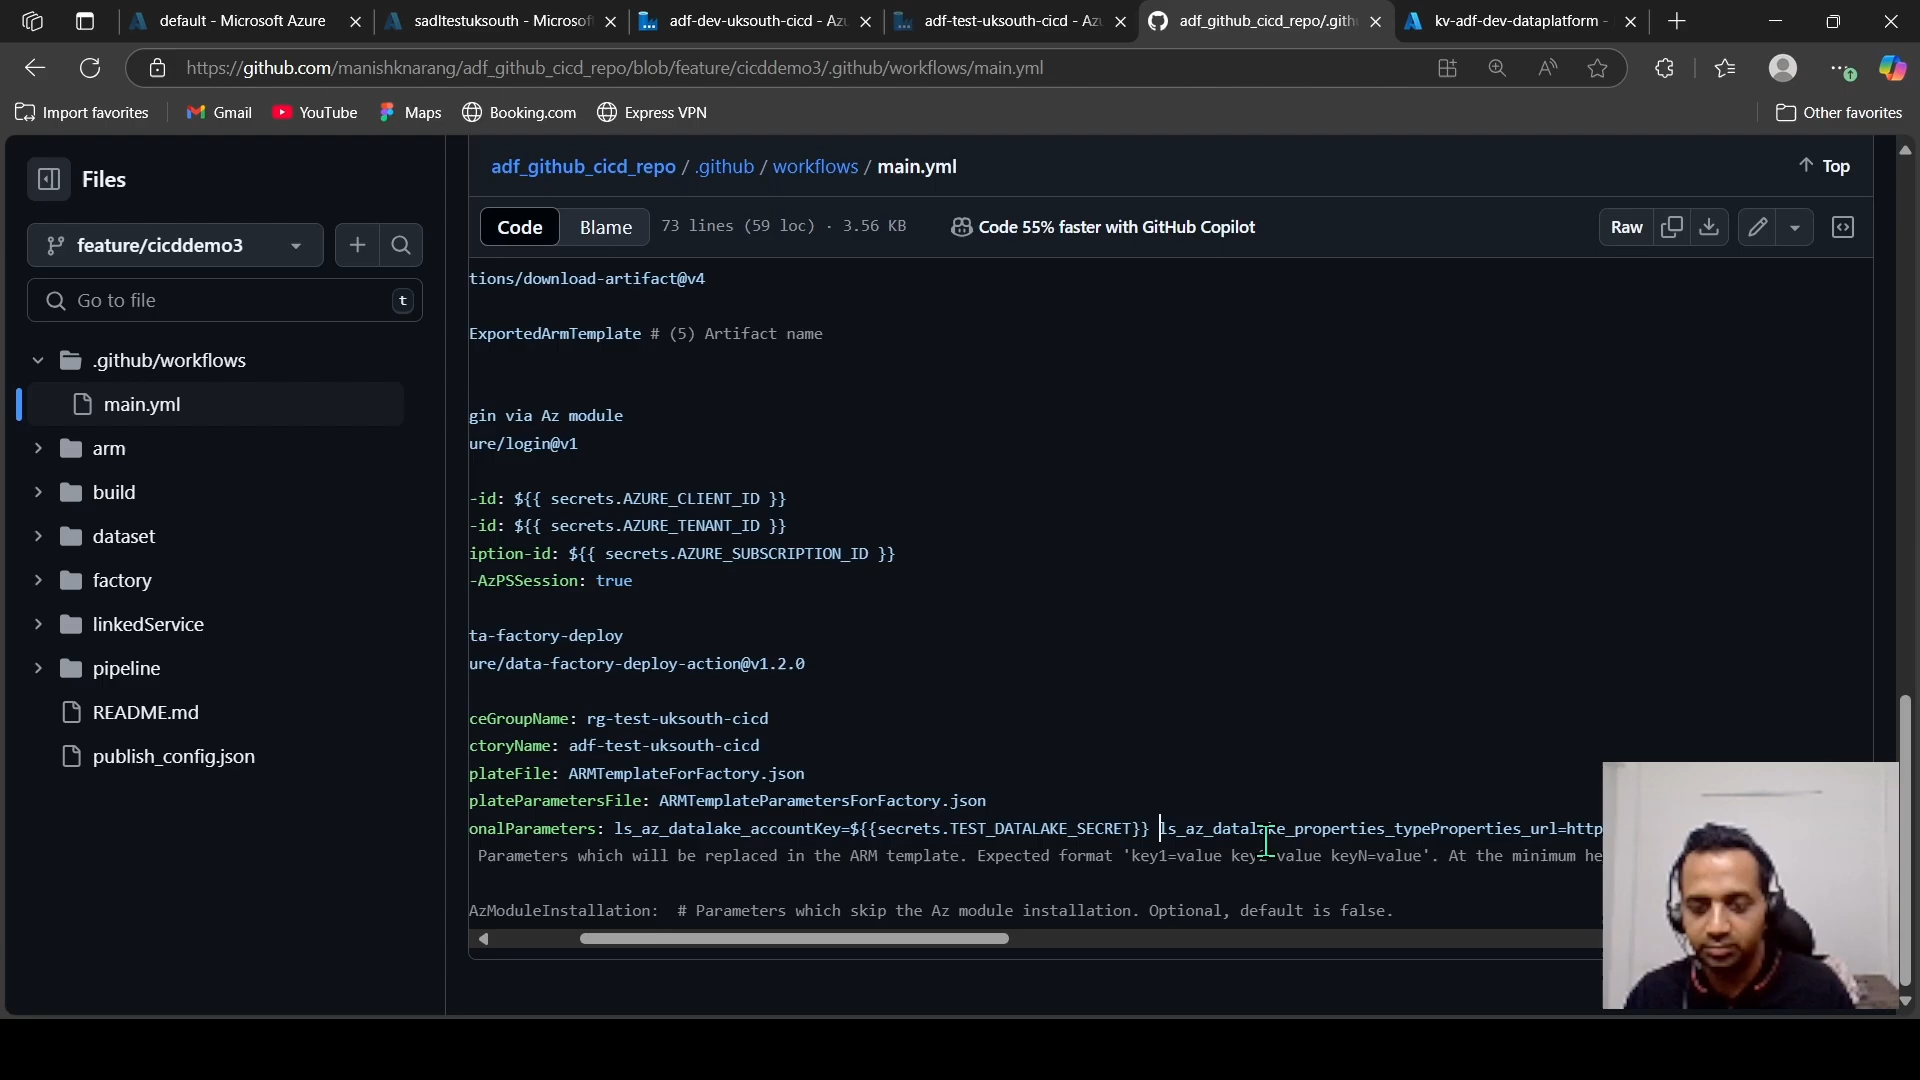 default - Microsoft Azure
sadltestuksouth - Microsof
adf-dev-uksouth-cicd - Azu
adf-test-uksouth-cicd - Azu
adf_github_cicd_repo/.gith
kv-adf-dev-dataplatform -
https://github.com/manishknarang/adf_github_cicd_repo/blob/feature/cicddemo3/.github/workflows/main.yml
Import favorites
Gmail
YouTube
Maps
Booking.com
Express VPN
Other favorites
Files
feature/cicddemo3
Go to file
t
.github/workflows
main.yml
arm
build
dataset
factory
linkedService
pipeline
README.md
publish_config.json
adf_github_cicd_repo / .github / workflows / main.yml
Top
Code
Blame
73 lines (59 loc) · 3.56 KB
Code 55% faster with GitHub Copilot
Raw
tions/download-artifact@v4
ExportedArmTemplate # (5) Artifact name
gin via Az module
ure/login@v1
-id: ${{ secrets.AZURE_CLIENT_ID }}
-id: ${{ secrets.AZURE_TENANT_ID }}
iption-id: ${{ secrets.AZURE_SUBSCRIPTION_ID }}
-AzPSSession: true
ta-factory-deploy
ure/data-factory-deploy-action@v1.2.0
ceGroupName: rg-test-uksouth-cicd
ctoryName: adf-test-uksouth-cicd
plateFile: ARMTemplateForFactory.json
plateParametersFile: ARMTemplateParametersForFactory.json
onalParameters: ls_az_datalake_accountKey=${{secrets.TEST_DATALAKE_SECRET}} ls_az_datalake_properties_typeProperties_url=http
Parameters which will be replaced in the ARM template. Expected format 'key1=value key2=value keyN=value'. At the minimum he
AzModuleInstallation: # Parameters which skip the Az module installation. Optional, default is false.